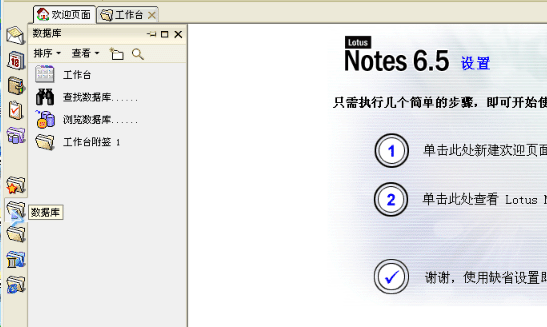 欢迎页面 工作台
数据库
排序 查看
工作台
查找数据库......
浏览数据库......
工作台附签 1
数据库
18
Lotus
Notes 6.5 设置
只需执行几个简单的步骤，即可开始使
1 单击此处新建欢迎页面
2 单击此处查看 Lotus N
谢谢，使用缺省设置即